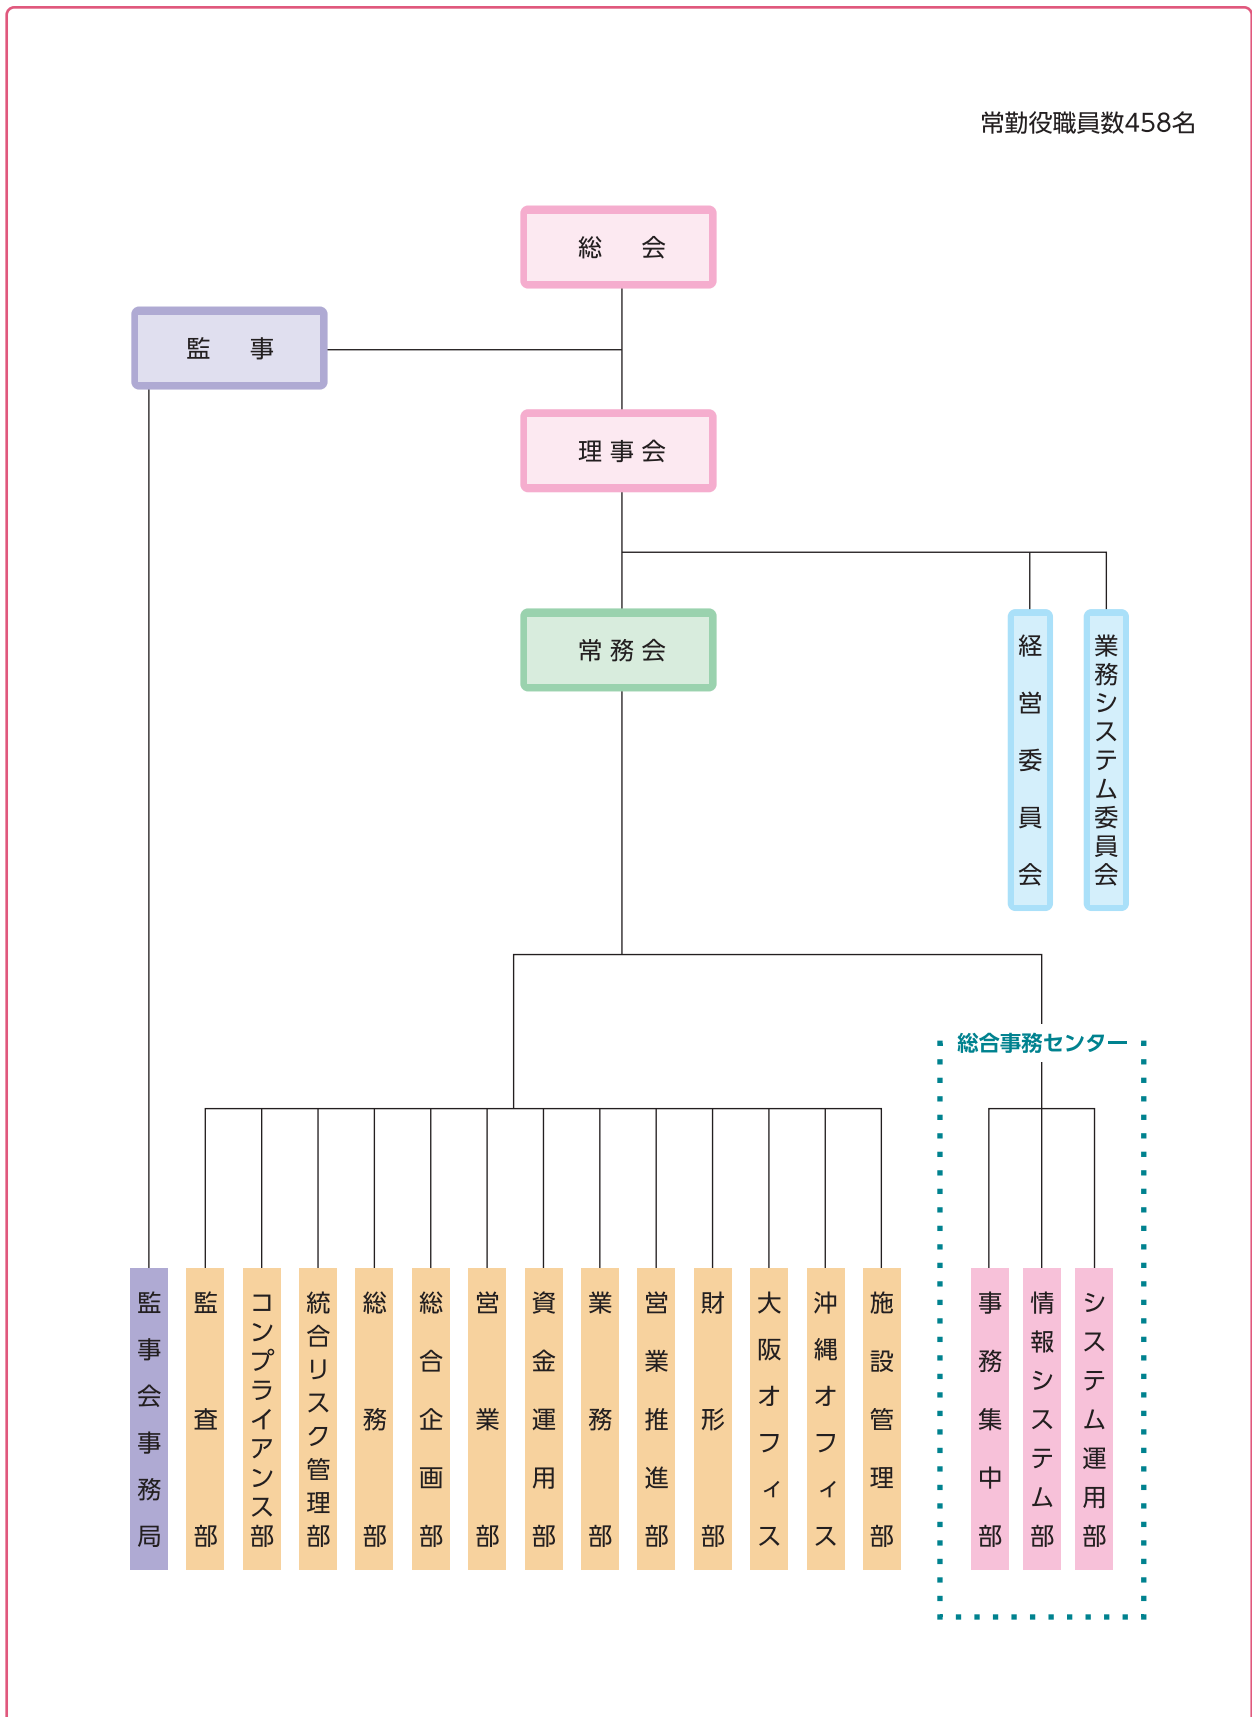 常勤役職員数458名
総会
監事
理事会
常務会
経営委員会
業務システム委員会
総合事務センター
監事会事務局
監査部
コンプライアンス部
統合リスク管理部
総務部
総合企画部
営業部
資金運用部
業務部
営業推進部
財形部
大阪オフィス
沖縄オフィス
施設管理部
事務集中部
情報システム部
システム運用部